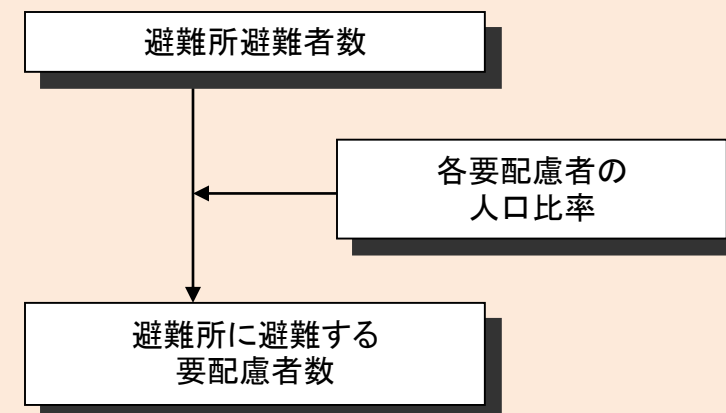 避難所避難者数
各要配慮者の
人口比率
避難所に避難する
要配慮者数